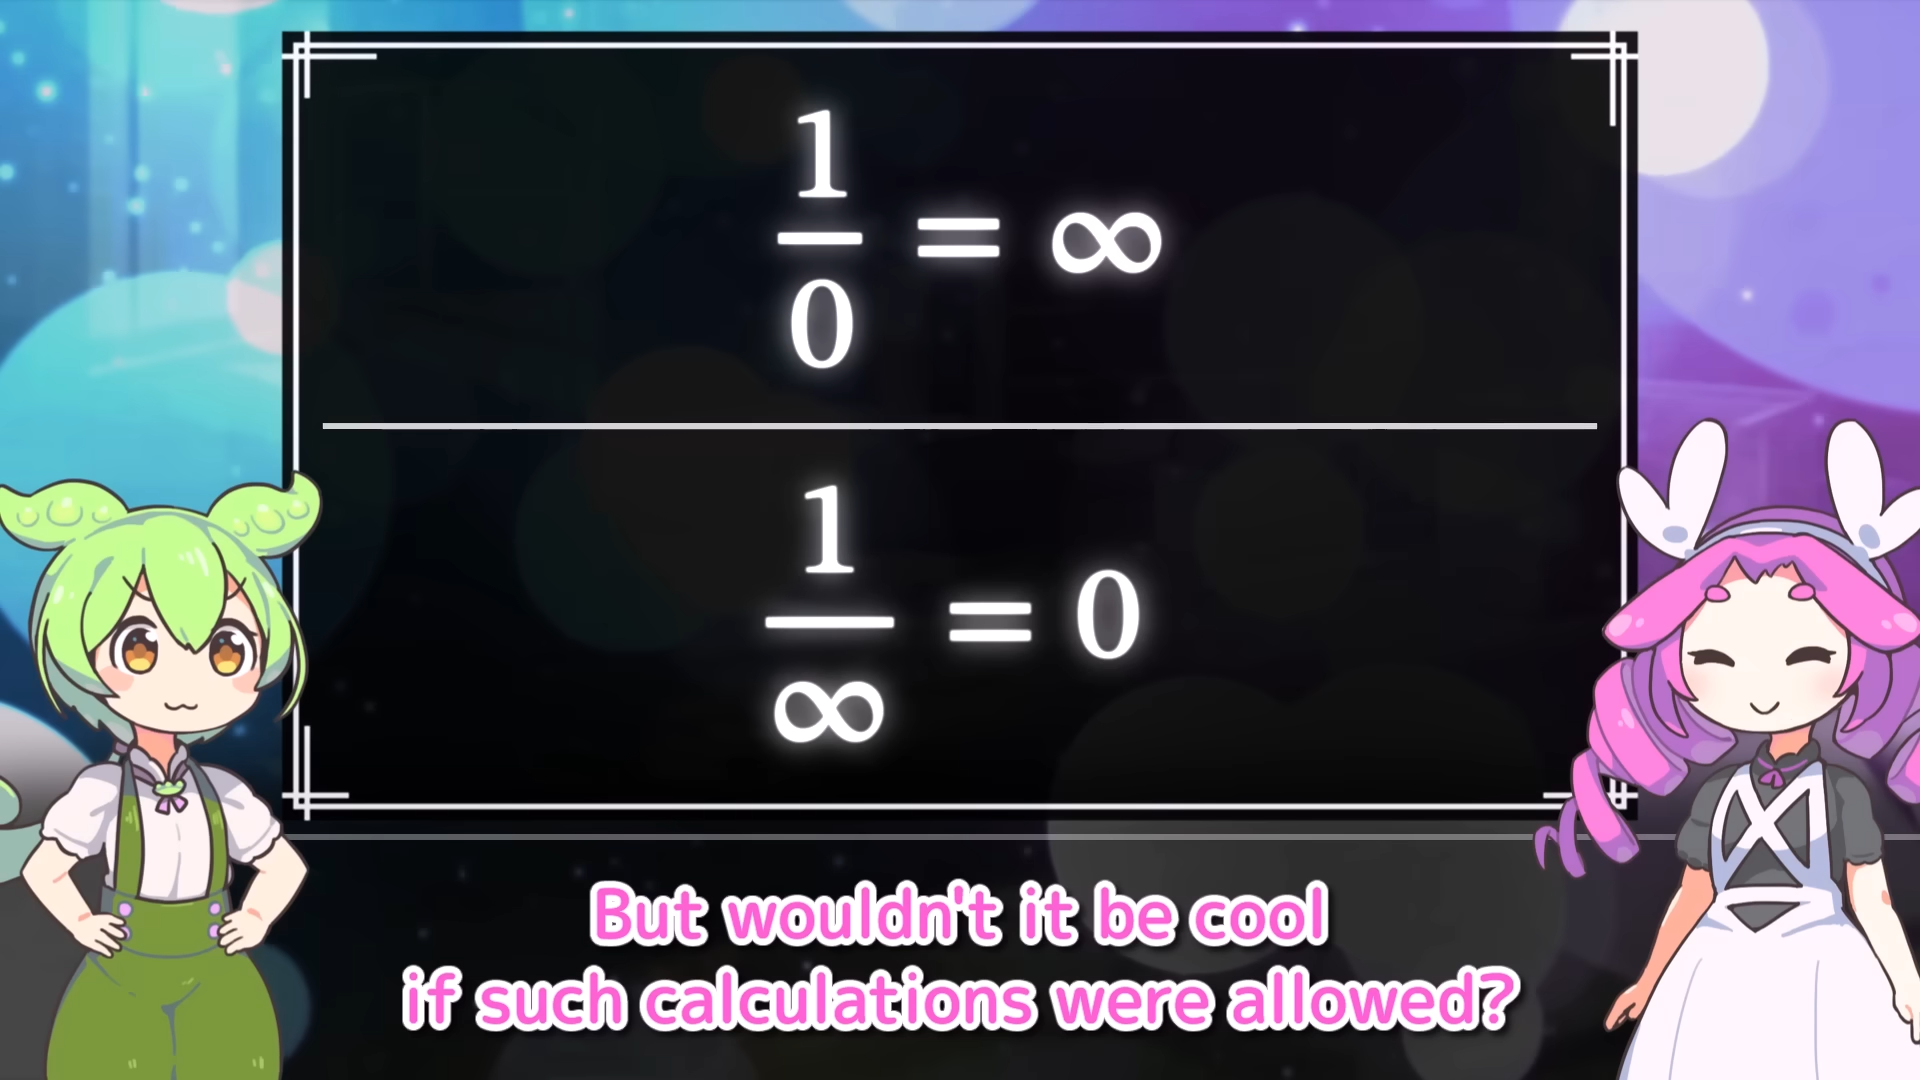 1/0 = ∞
1/∞ = 0
But wouldn't it be cool
if such calculations were allowed?